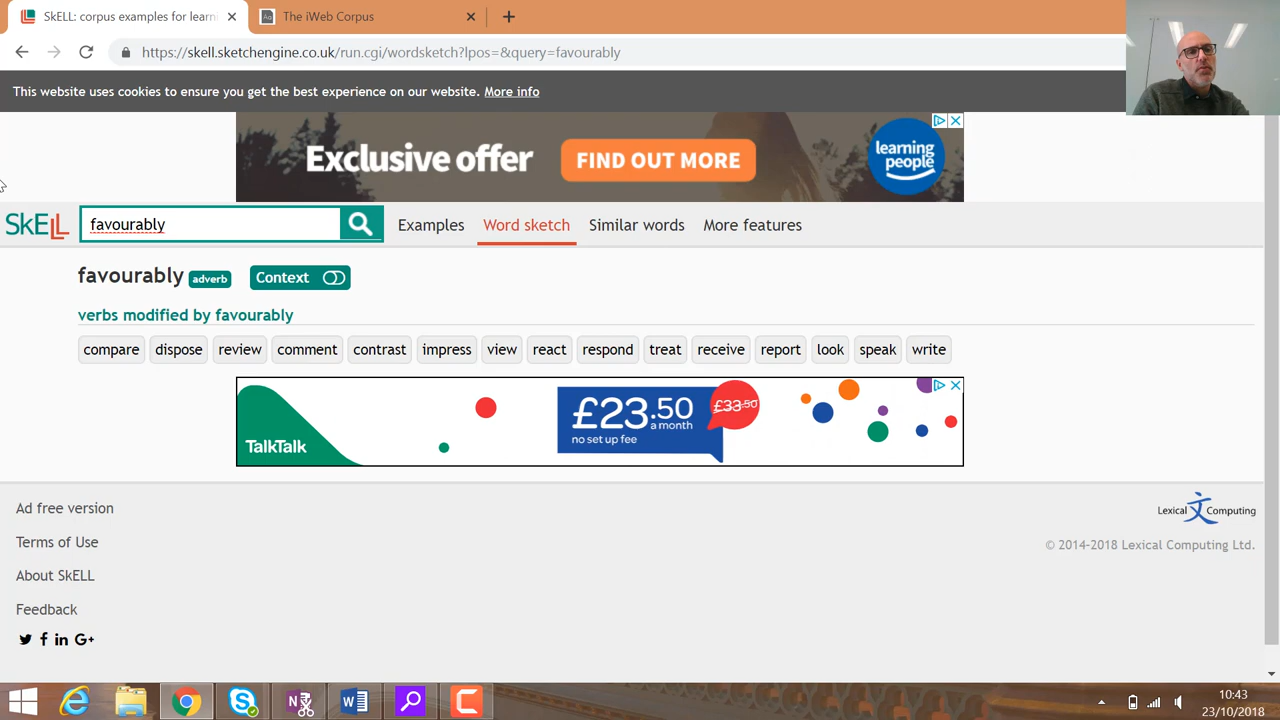 SkELL: corpus examples for learn
The iWeb Corpus
https://skell.sketchengine.co.uk/run.cgi/wordsketch?lpos=&query=favourably
This website uses cookies to ensure you get the best experience on our website. More info
Exclusive offer FIND OUT MORE learning people
SkELL favourably Examples Word sketch Similar words More features
favourably adverb Context
verbs modified by favourably
compare dispose review comment contrast impress view react respond treat receive report look speak write
TalkTalk £23.50 a month no set up fee £33.50
Ad free version
Terms of Use
About SkELL
Feedback
Lexical Computing
© 2014-2018 Lexical Computing Ltd.
10:43
23/10/2018